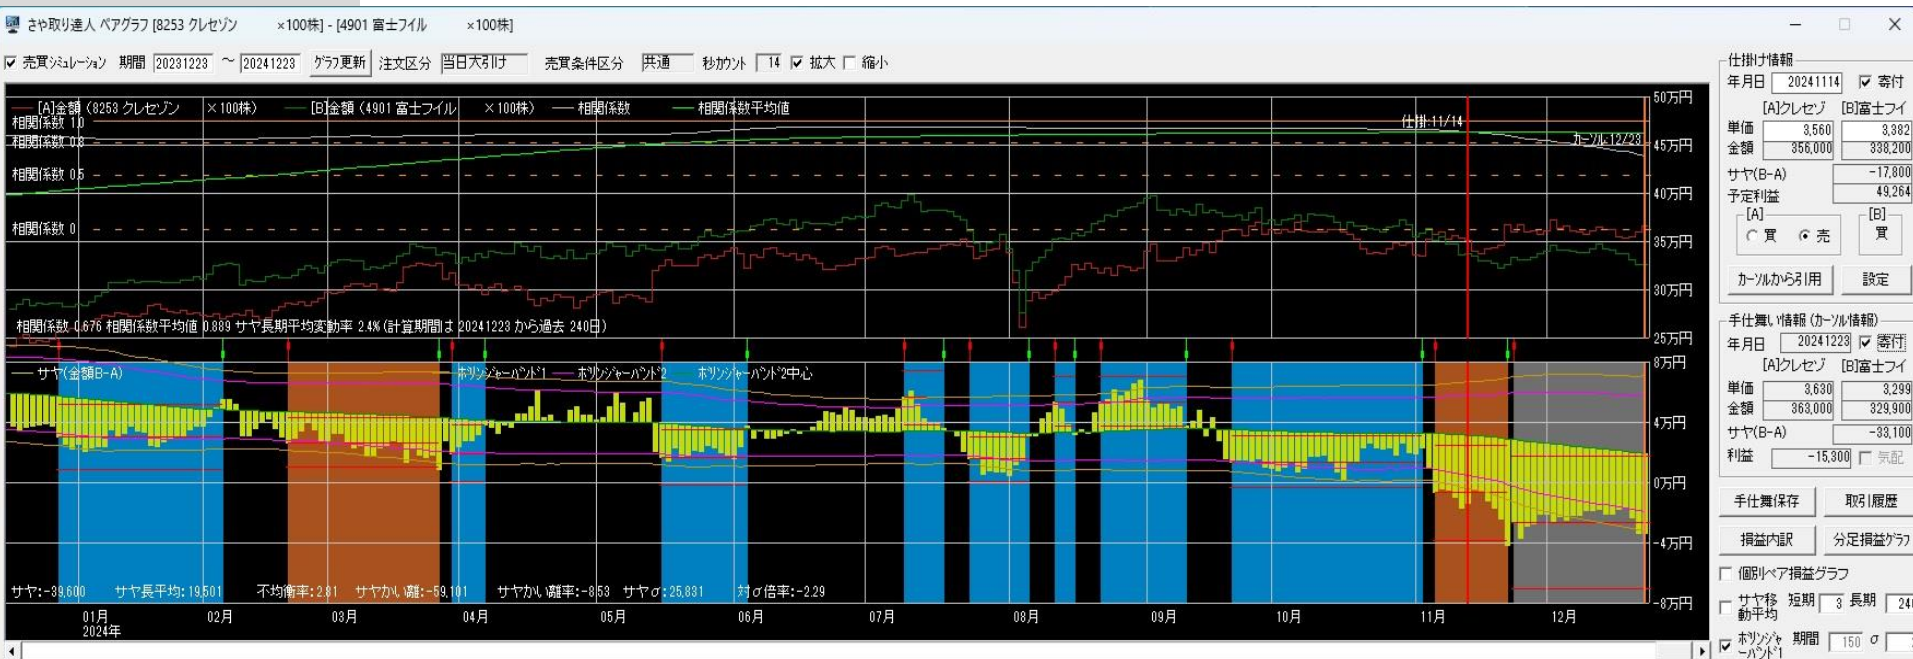 さや取り達人 ペアグラフ [8253 クレセゾン ×100株] - [4901 富士フイル ×100株]
売買シミュレーション 期間 20231223 ～ 20241223 グラフ更新 注文区分 当日大引け 売買条件区分 共通 秒カウント 14 拡大 縮小
[A]金額 (8253 クレセゾン ×100株) [B]金額 (4901 富士フイル ×100株) 相関係数 相関係数平均値
相関係数 1.0
相関係数 0.8
相関係数 0.5
相関係数 0
仕掛:11/14
カーソル:12/23
50万円
45万円
40万円
35万円
30万円
25万円
相関係数 0.676 相関係数平均値 0.889 サヤ長期平均変動率 2.4% (計算期間は 20241223 から過去 240日)
サヤ(金額B-A) ボリンジャーバンド1 ボリンジャーバンド2 ボリンジャーバンド2中心
8万円
4万円
0万円
-4万円
-8万円
サヤ:-39,600 サヤ長平均:19,501 不均衡率:2.81 サヤかい離:-59,101 サヤかい離率:-8.53 サヤσ:25,831 対σ倍率:-2.29
01月 02月 03月 04月 05月 06月 07月 08月 09月 10月 11月 12月
2024年
仕掛け情報
年月日 20241114 寄付
[A]クレセゾ [B]富士フイ
単価 3,560 3,382
金額 356,000 338,200
サヤ(B-A) -17,800
予定利益 49,264
[A] [B]
買 売 買
カーソルから引用 設定
手仕舞い情報 (カーソル情報)
年月日 20241223 寄付
[A]クレセゾ [B]富士フイ
単価 3,630 3,299
金額 363,000 329,900
サヤ(B-A) -33,100
利益 -15,300 気配
手仕舞保存 取引履歴
損益内訳 分足損益グラフ
個別ペア損益グラフ
サヤ移動平均 短期 3 長期 240
ボリンジャーバンド1 期間 150 σ